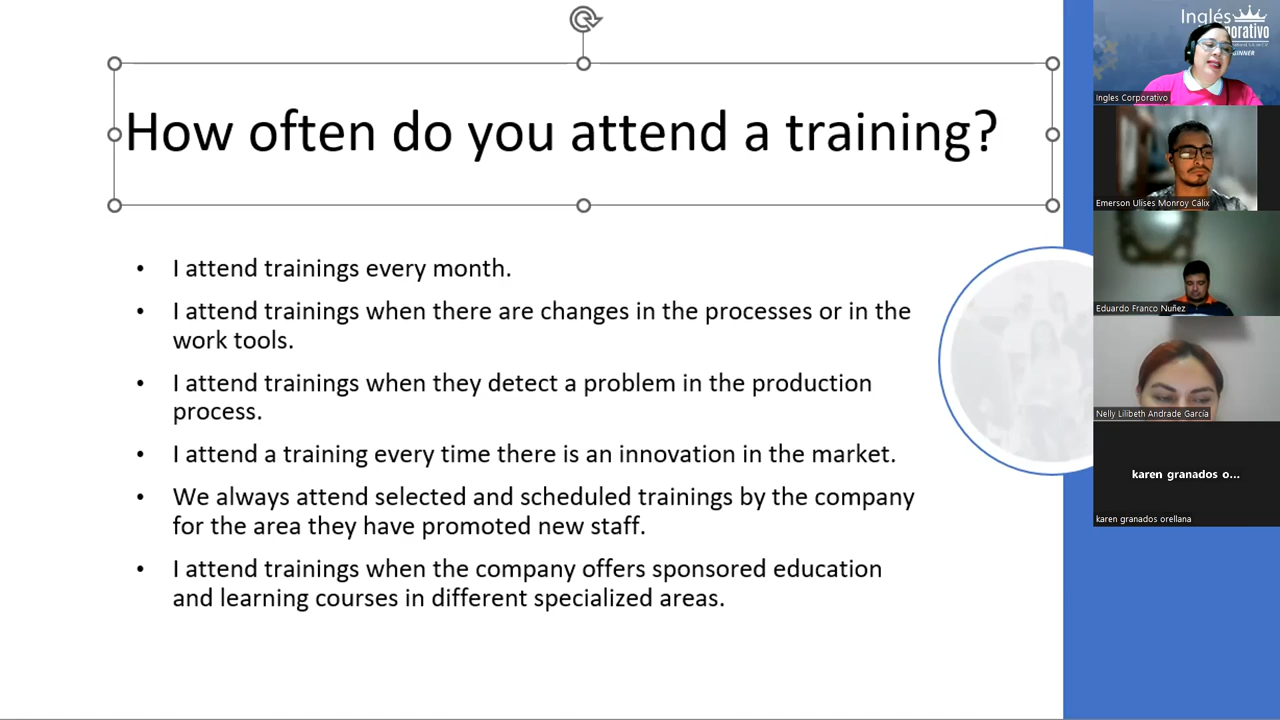 How often do you attend a training?
• I attend trainings every month.
• I attend trainings when there are changes in the processes or in the
work tools.
• I attend trainings when they detect a problem in the production
process.
• I attend a training every time there is an innovation in the market.
• We always attend selected and scheduled trainings by the company
for the area they have promoted new staff.
• I attend trainings when the company offers sponsored education
and learning courses in different specialized areas.
Inglés
Ingles Corporativo
Emerson Ulises Monroy Cálix
Eduardo Franco Nuñez
Nelly Lilibeth Andrade García
karen granados o...
karen granados orellana